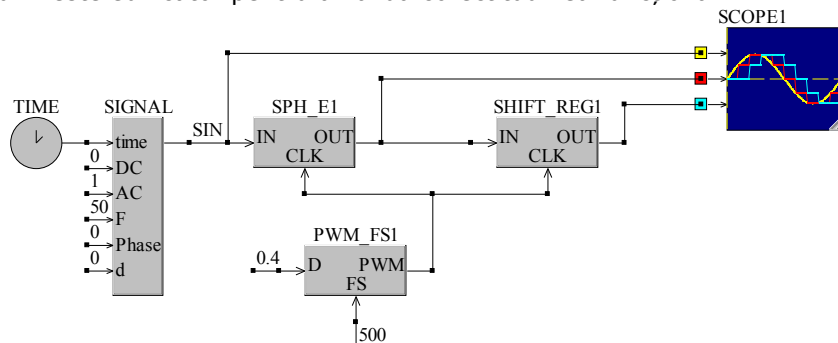 SCOPE1
TIME
SIGNAL
SPH_E1
SHIFT_REG1
SIN
time
IN OUT
CLK
IN OUT
CLK
0
DC
1
AC
50
F
0
Phase
0
d
PWM_FS1
0.4
D PWM
FS
500